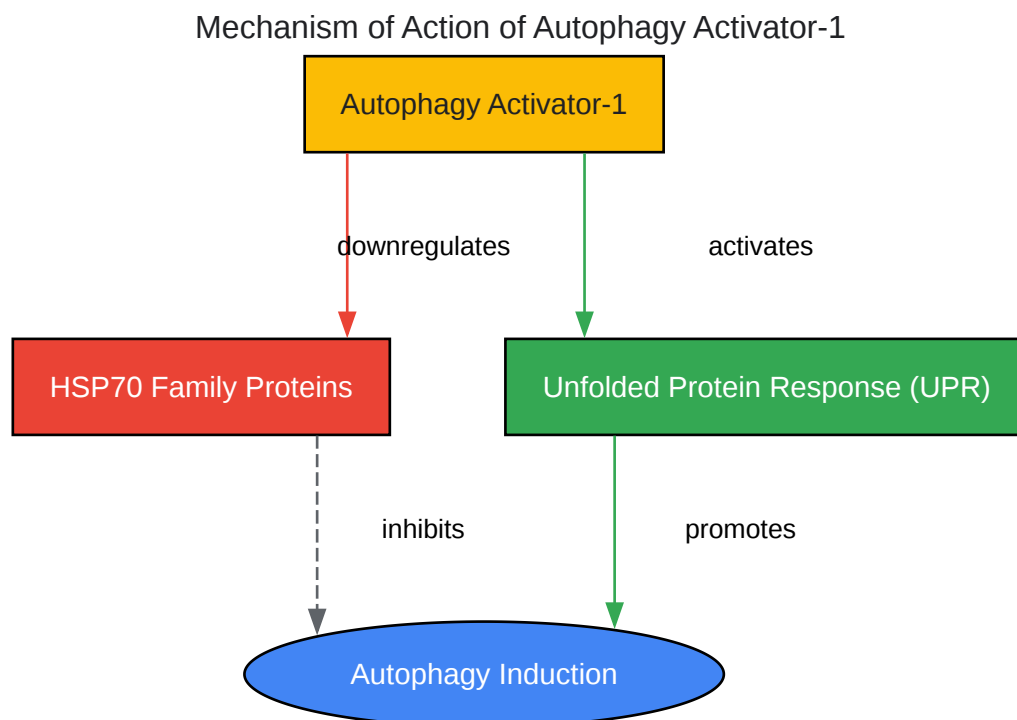 Mechanism of Action of Autophagy Activator-1
Autophagy Activator-1
downregulates
activates
HSP70 Family Proteins
Unfolded Protein Response (UPR)
inhibits
promotes
Autophagy Induction